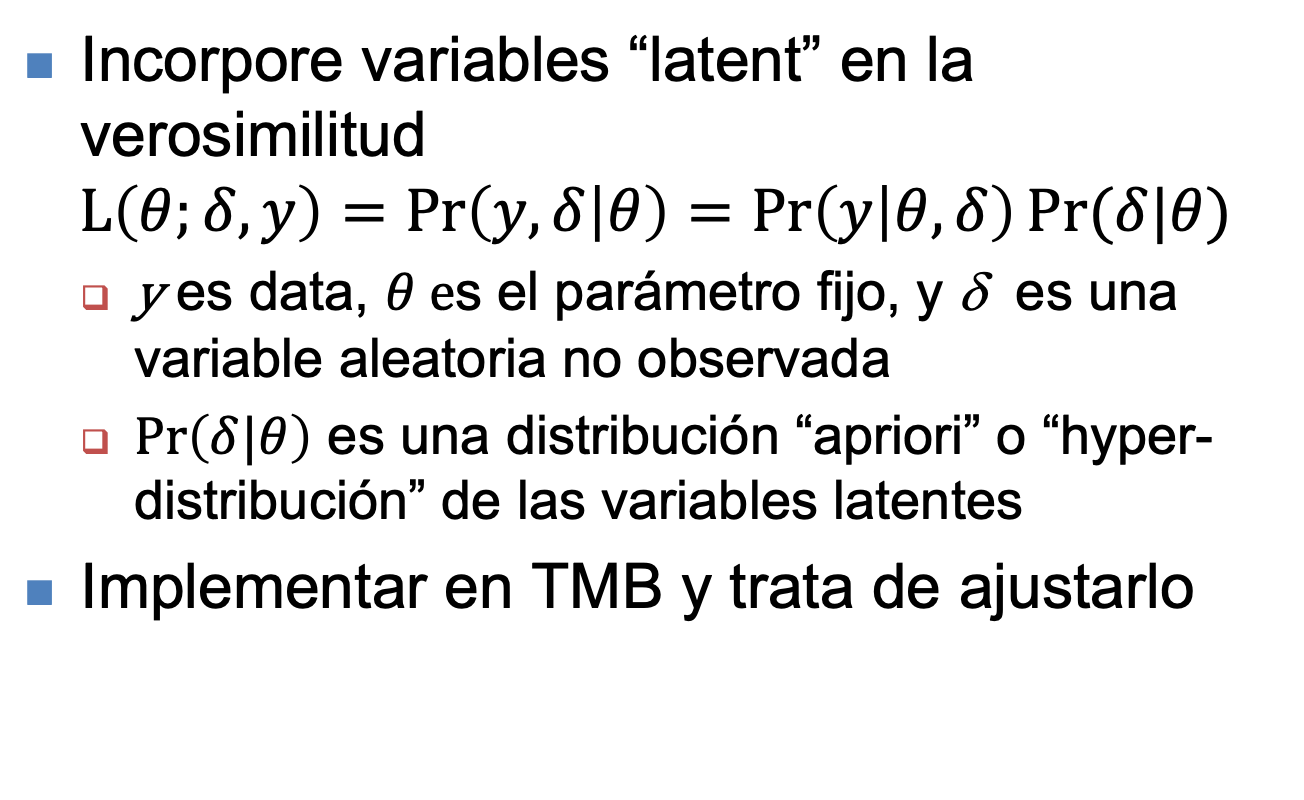 Incorpore variables “latent” en la
verosimilitud
L(θ; δ, y) = Pr(y, δ|θ) = Pr(y|θ, δ) Pr(δ|θ)
y es data, θ es el parámetro fijo, y δ es una
variable aleatoria no observada
Pr(δ|θ) es una distribución “apriori” o “hyper-
distribución” de las variables latentes
Implementar en TMB y trata de ajustarlo